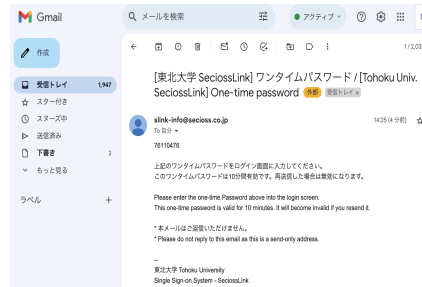 Gmail
メールを検索
アクティブ
作成
1/2,03
受信トレイ 1,947
スター付き
スヌーズ中
送信済み
下書き 2
もっと見る
ラベル
[東北大学 SeciossLink] ワンタイムパスワード / [Tohoku Univ.
SeciossLink] One-time password 外部 受信トレイ ×
slink-info@secioss.co.jp 14:25 (4 分前)
To 自分
76110476
上記のワンタイムパスワードをログイン画面に入力してください。
このワンタイムパスワードは10分間有効です。再送信した場合は無効になります。
Please enter the one-time Password above into the login screen.
This one-time password is valid for 10 minutes. It will become invalid if you resend it.
* 本メールはご返信いただけません。
* Please do not reply to this email as this is a send-only address.
--
東北大学 Tohoku University
Single Sign-on System - SeciossLink